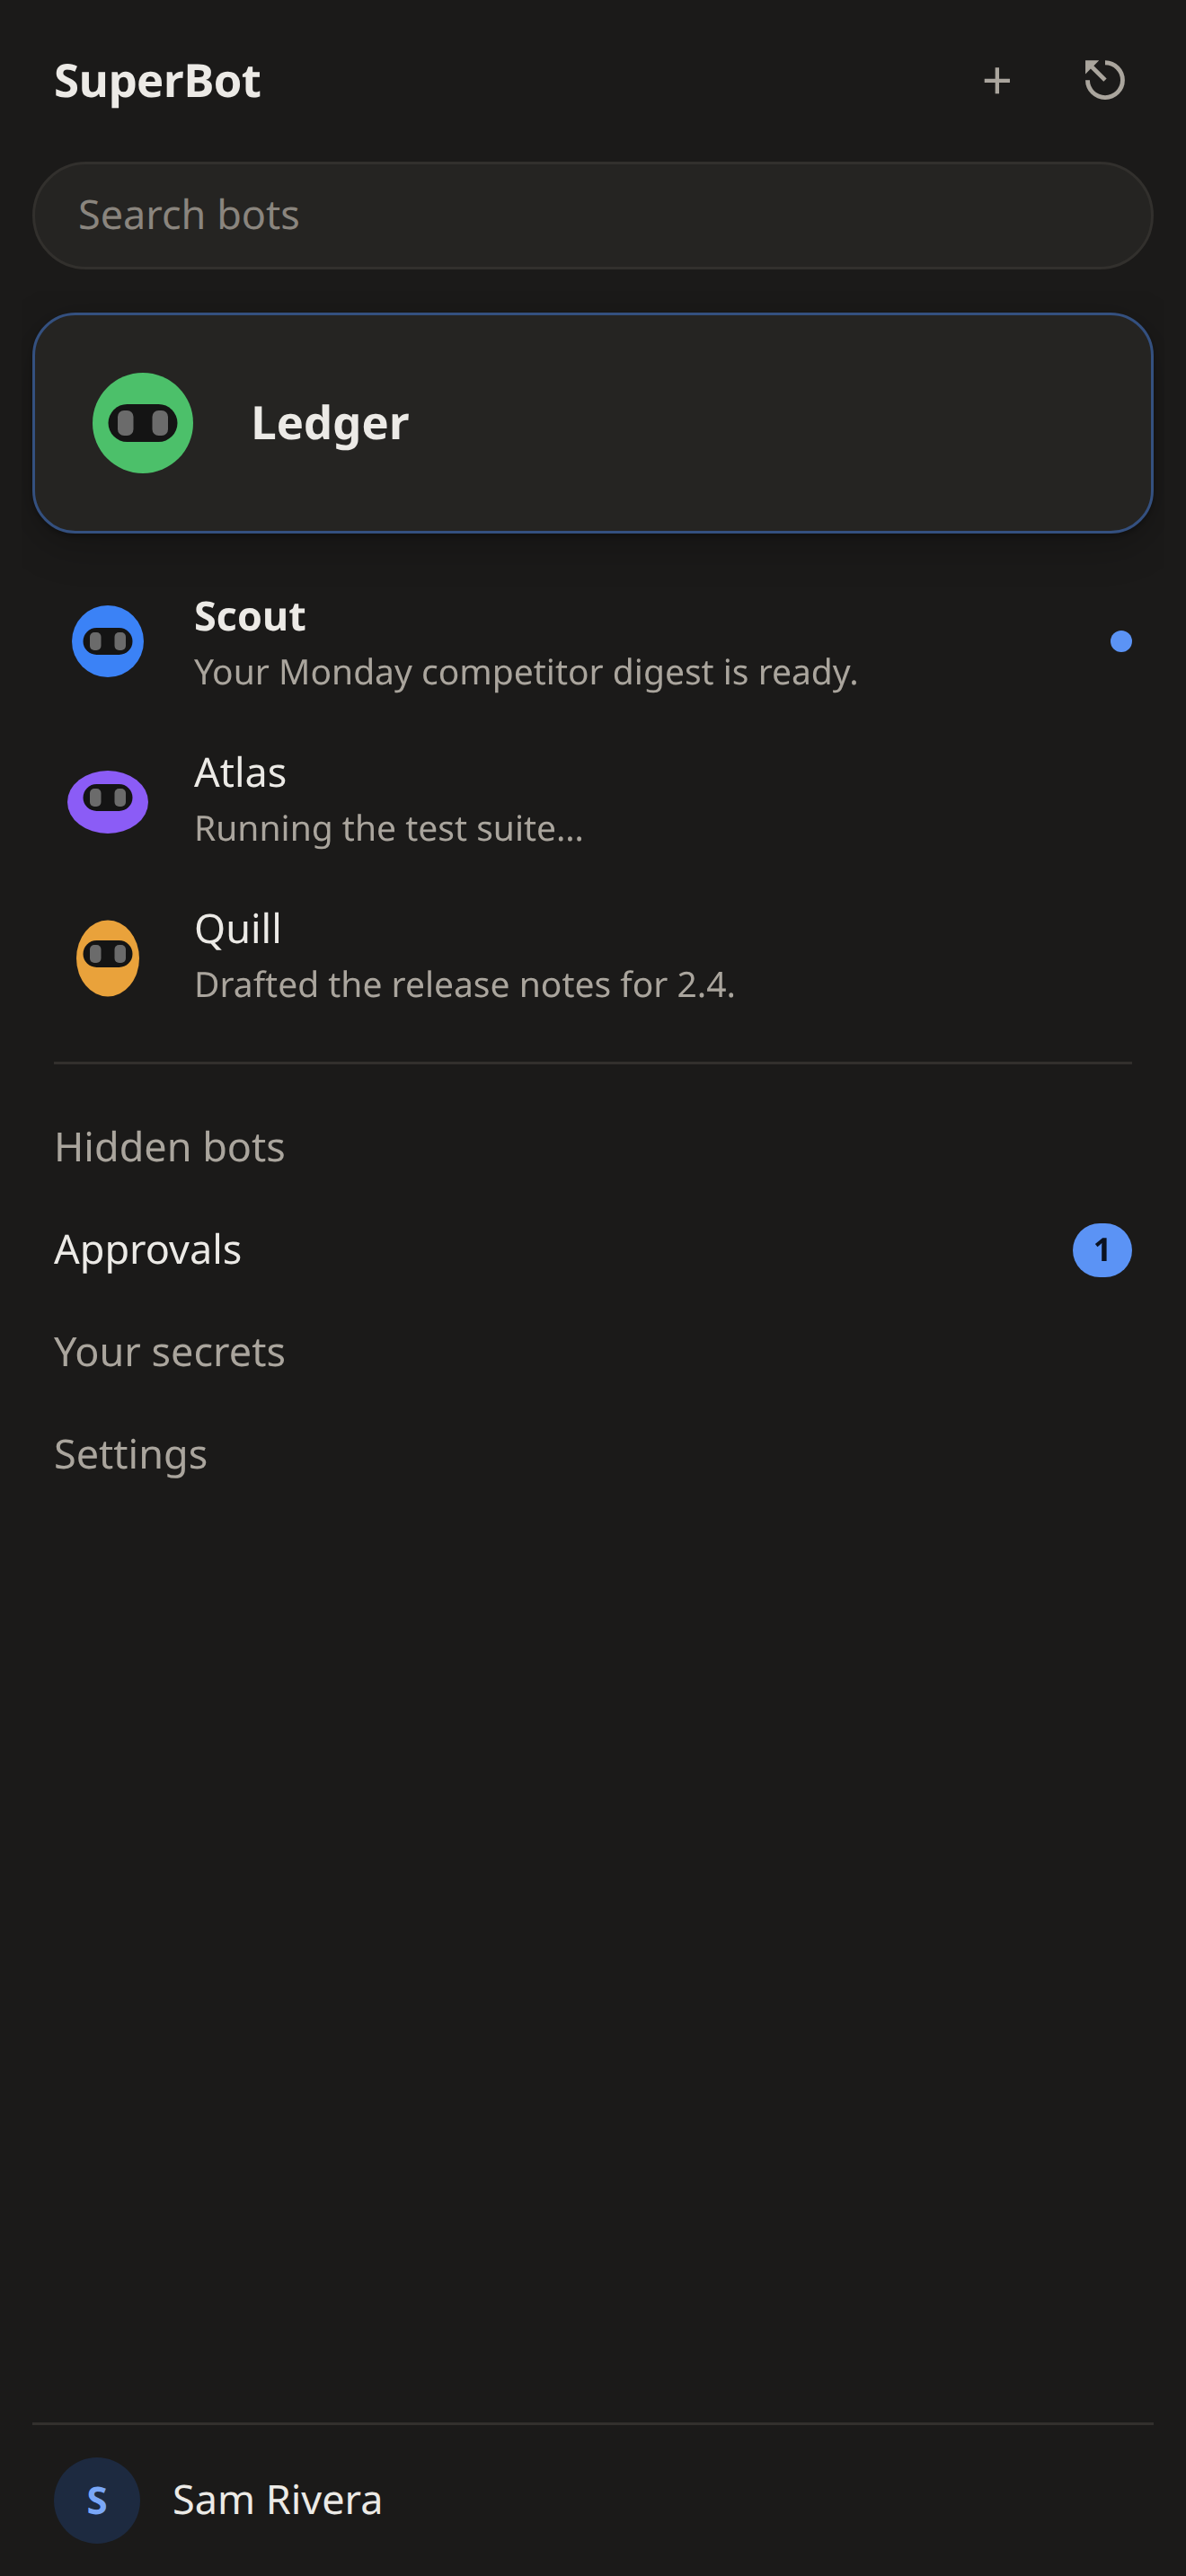 SuperBot
Search bots
Ledger
Scout
Your Monday competitor digest is ready.
Atlas
Running the test suite...
Quill
Drafted the release notes for 2.4.
Hidden bots
Approvals
1
Your secrets
Settings
S
Sam Rivera